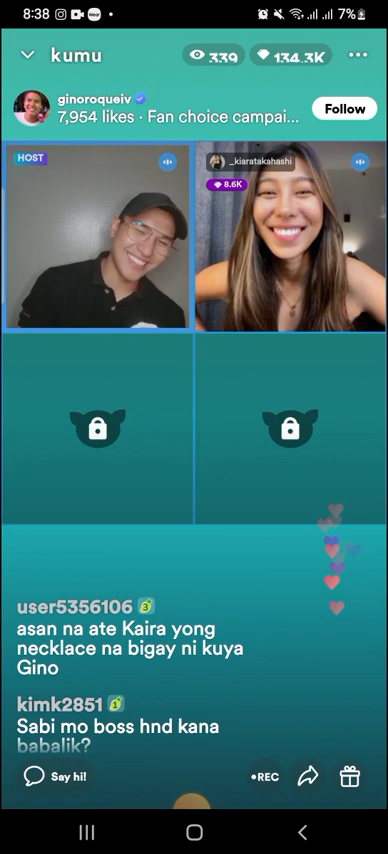 8:38
7%
kumu
339
134.3K
ginoroqueiv
7,954 likes · Fan choice campai...
Follow
HOST
_kiaratakahashi
8.6K
user5356106 3
asan na ate Kaira yong
necklace na bigay ni kuya
Gino
kimk2851 1
Sabi mo boss hnd kana
babalik?
Say hi!
•REC